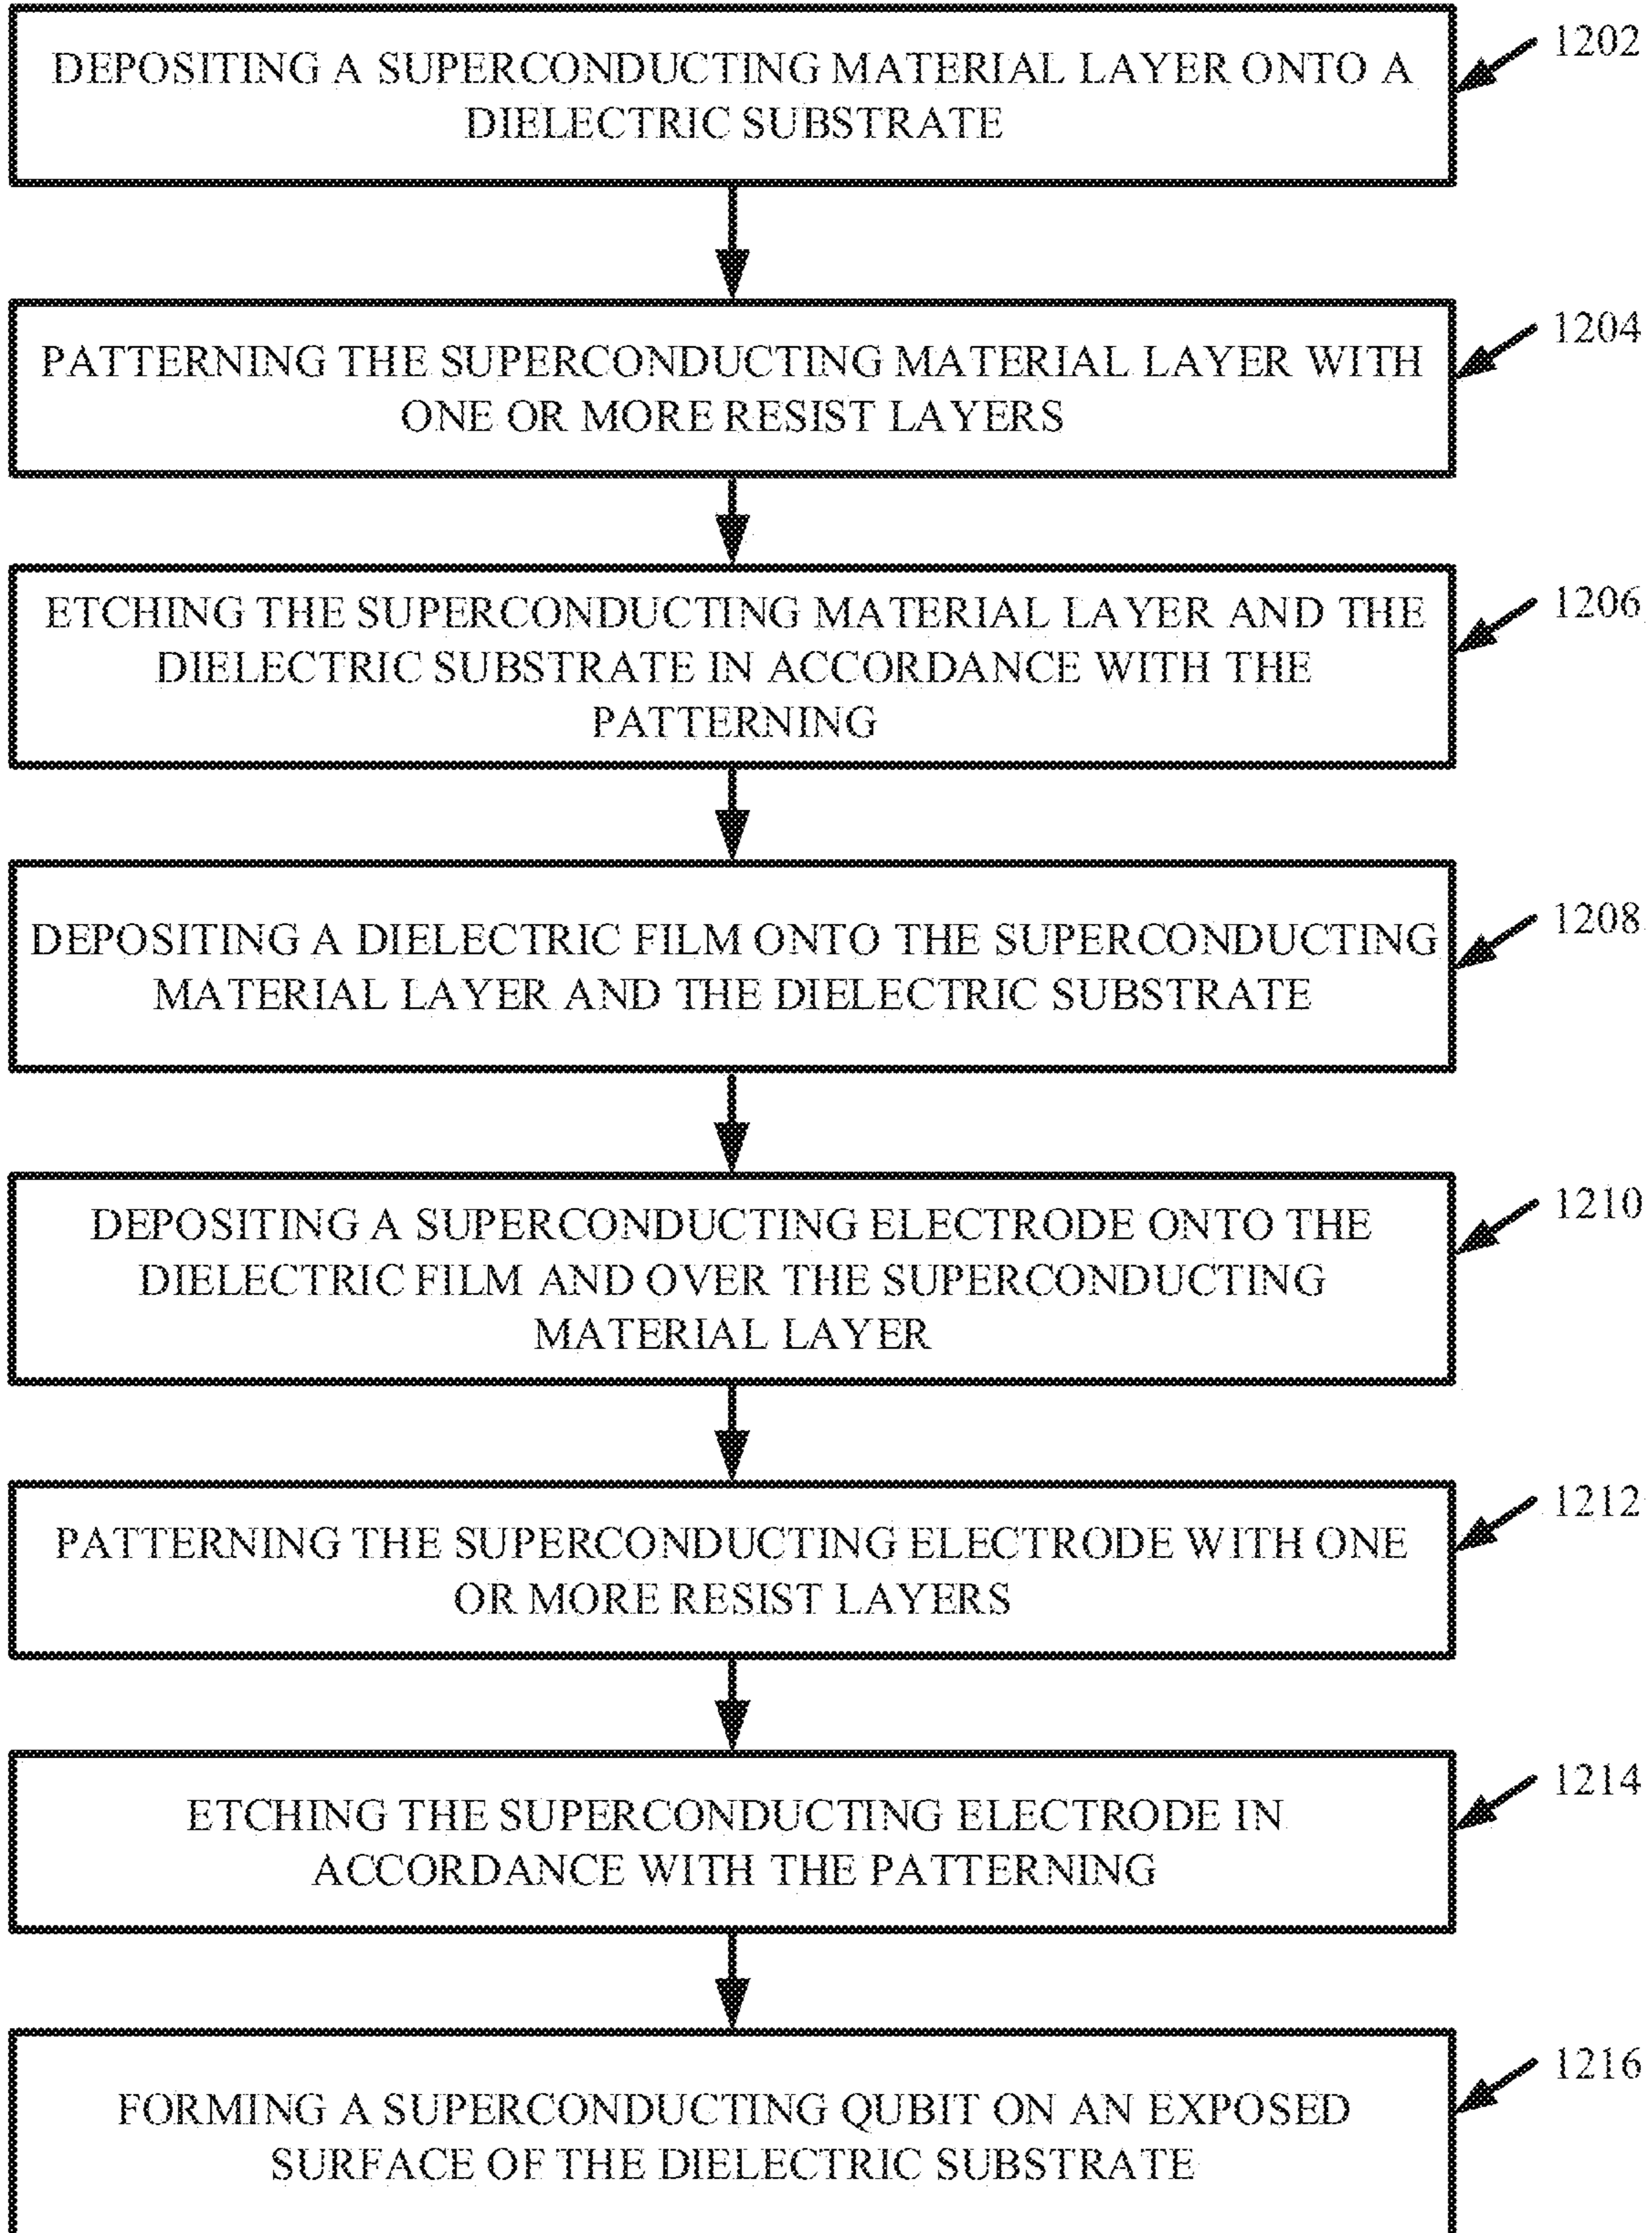 DEPOSITING A SUPERCONDUCTING MATERIAL LAYER ONTO A
DIELECTRIC SUBSTRATE
1202
PATTERNING THE SUPERCONDUCTING MATERIAL LAYER WITH
ONE OR MORE RESIST LAYERS
1204
ETCHING THE SUPERCONDUCTING MATERIAL LAYER AND THE
DIELECTRIC SUBSTRATE IN ACCORDANCE WITH THE
PATTERNING
1206
DEPOSITING A DIELECTRIC FILM ONTO THE SUPERCONDUCTING
MATERIAL LAYER AND THE DIELECTRIC SUBSTRATE
1208
DEPOSITING A SUPERCONDUCTING ELECTRODE ONTO THE
DIELECTRIC FILM AND OVER THE SUPERCONDUCTING
MATERIAL LAYER
1210
PATTERNING THE SUPERCONDUCTING ELECTRODE WITH ONE
OR MORE RESIST LAYERS
1212
ETCHING THE SUPERCONDUCTING ELECTRODE IN
ACCORDANCE WITH THE PATTERNING
1214
FORMING A SUPERCONDUCTING QUBIT ON AN EXPOSED
SURFACE OF THE DIELECTRIC SUBSTRATE
1216